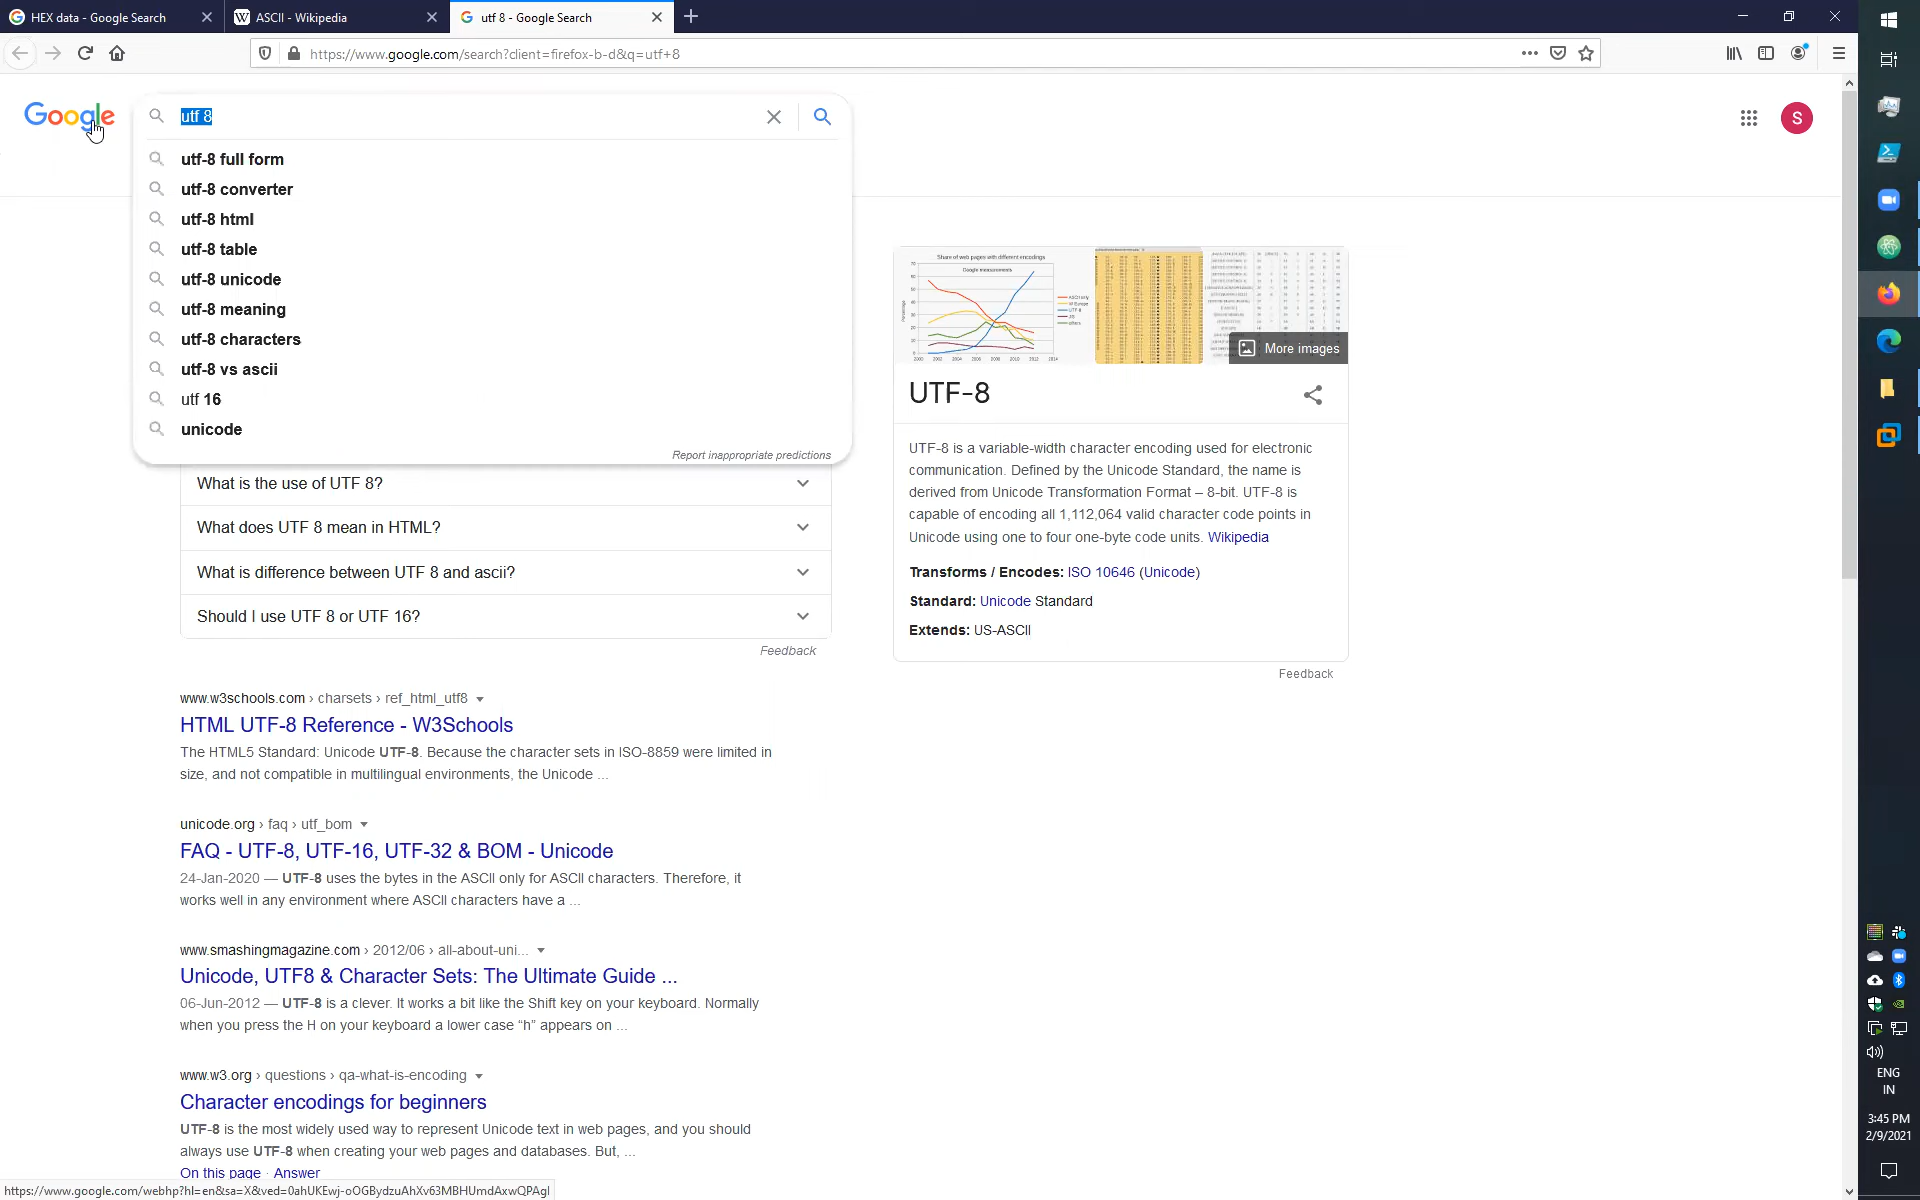 HEX data - Google Search
ASCII - Wikipedia
utf 8 - Google Search
https://www.google.com/search?client=firefox-b-d&q=utf+8
Google
utf 8
S
utf-8 full form
utf-8 converter
utf-8 html
utf-8 table
utf-8 unicode
utf-8 meaning
utf-8 characters
utf-8 vs ascii
utf 16
unicode
Report inappropriate predictions
What is the use of UTF 8?
What does UTF 8 mean in HTML?
What is difference between UTF 8 and ascii?
Should I use UTF 8 or UTF 16?
Feedback
www.w3schools.com › charsets › ref_html_utf8
HTML UTF-8 Reference - W3Schools
The HTML5 Standard: Unicode UTF-8. Because the character sets in ISO-8859 were limited in
size, and not compatible in multilingual environments, the Unicode ...
unicode.org › faq › utf_bom
FAQ - UTF-8, UTF-16, UTF-32 & BOM - Unicode
24-Jan-2020 — UTF-8 uses the bytes in the ASCII only for ASCII characters. Therefore, it
works well in any environment where ASCII characters have a ...
www.smashingmagazine.com › 2012/06 › all-about-uni...
Unicode, UTF8 & Character Sets: The Ultimate Guide ...
06-Jun-2012 — UTF-8 is a clever. It works a bit like the Shift key on your keyboard. Normally
when you press the H on your keyboard a lower case “h” appears on ...
www.w3.org › questions › qa-what-is-encoding
Character encodings for beginners
UTF-8 is the most widely used way to represent Unicode text in web pages, and you should
always use UTF-8 when creating your web pages and databases. But, ...
On this page · Answer
Share of web pages with different encodings
Google measurements
More images
UTF-8
UTF-8 is a variable-width character encoding used for electronic
communication. Defined by the Unicode Standard, the name is
derived from Unicode Transformation Format – 8-bit. UTF-8 is
capable of encoding all 1,112,064 valid character code points in
Unicode using one to four one-byte code units. Wikipedia
Transforms / Encodes: ISO 10646 (Unicode)
Standard: Unicode Standard
Extends: US-ASCII
Feedback
ENG
IN
3:45 PM
2/9/2021